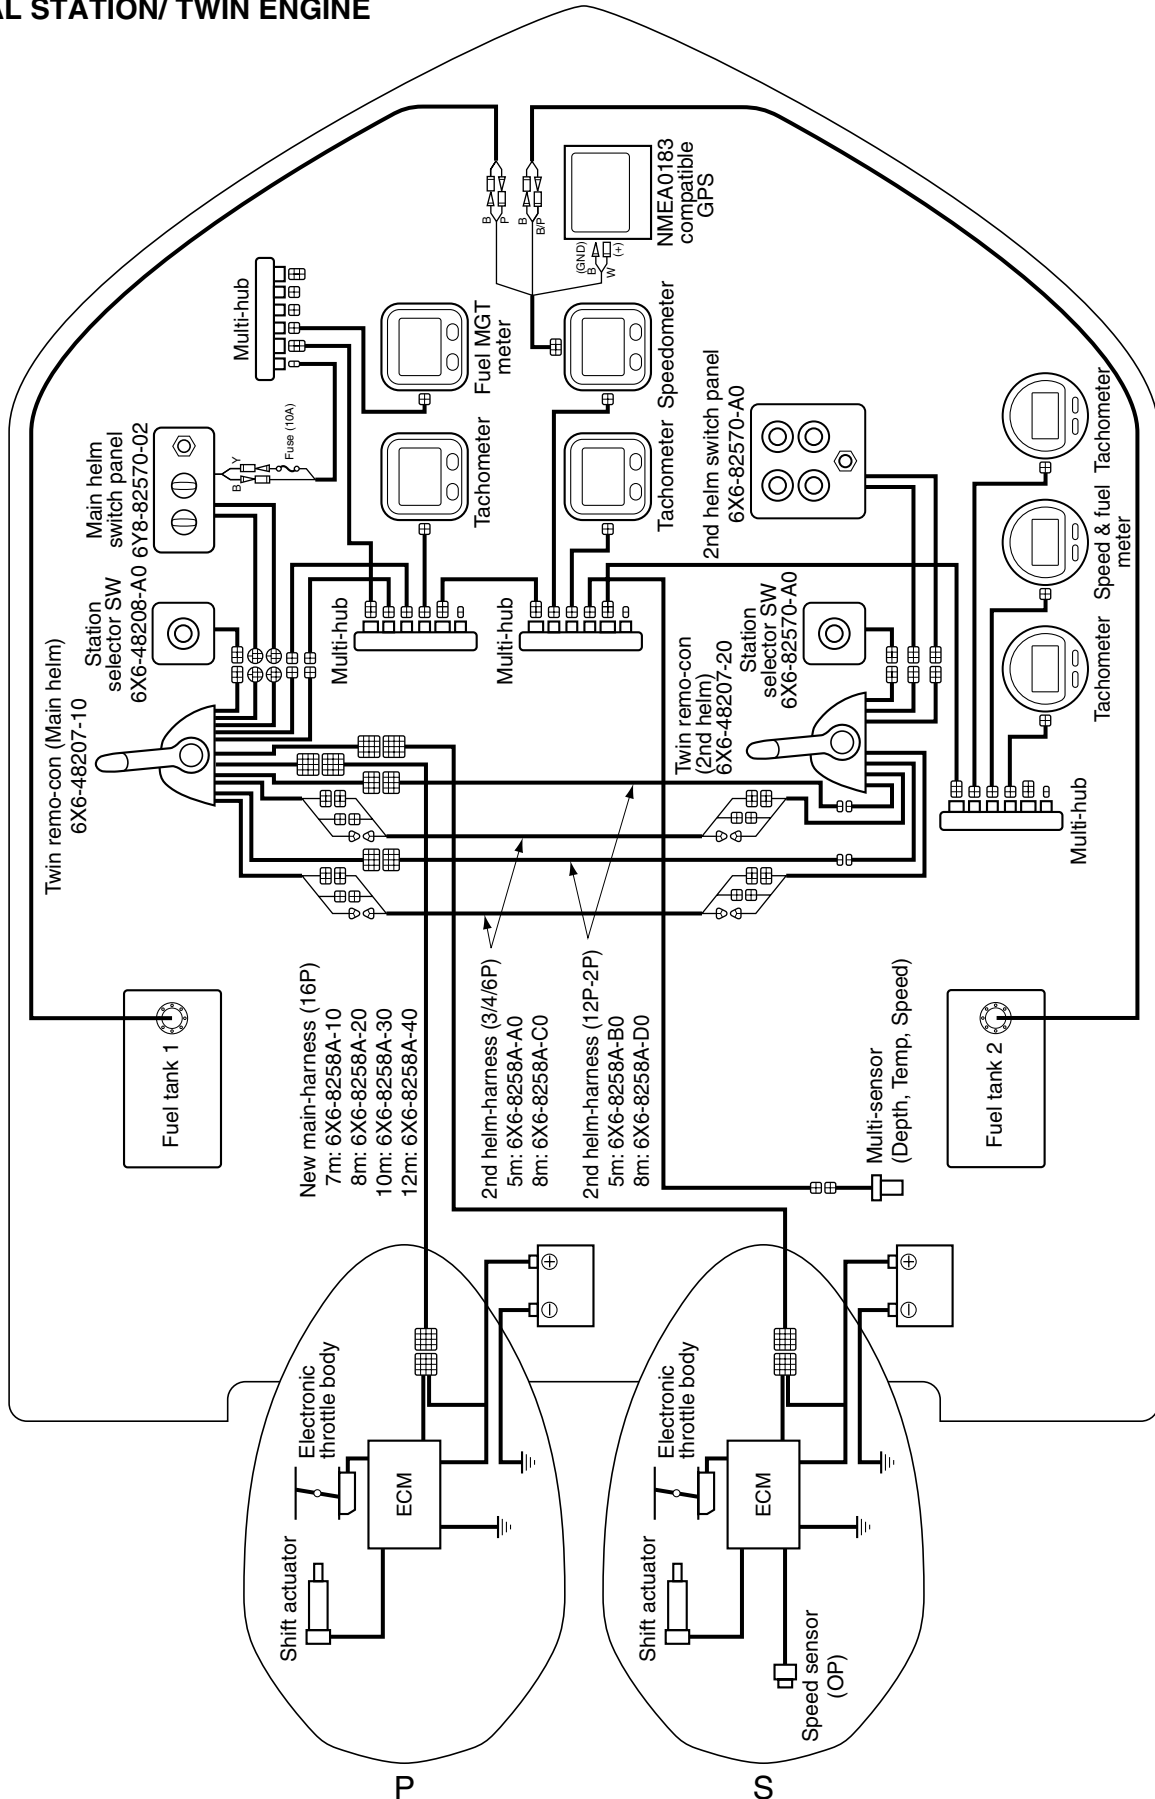 AL STATION/ TWIN ENGINE
Twin remo-con (Main helm)
6X6-48207-10
Station
selector SW
6X6-48208-A0
Main helm
switch panel
6Y8-82570-02
B
Y
Fuse (10A)
Multi-hub
Fuel MGT
meter
Tachometer
Multi-hub
B
P
B
B/P
(GND)
B
W
(+)
NMEA0183
compatible
GPS
Speedometer
Tachometer
Multi-hub
2nd helm switch panel
6X6-82570-A0
Station
selector SW
6X6-82570-A0
Twin remo-con
(2nd helm)
6X6-48207-20
Tachometer
Speed & fuel
meter
Tachometer
Multi-hub
Fuel tank 1
New main-harness (16P)
7m: 6X6-8258A-10
8m: 6X6-8258A-20
10m: 6X6-8258A-30
12m: 6X6-8258A-40
2nd helm-harness (3/4/6P)
5m: 6X6-8258A-A0
8m: 6X6-8258A-C0
2nd helm-harness (12P-2P)
5m: 6X6-8258A-B0
8m: 6X6-8258A-D0
Multi-sensor
(Depth, Temp, Speed)
Fuel tank 2
Electronic
throttle body
Shift actuator
ECM
P
Electronic
throttle body
Shift actuator
ECM
Speed sensor
(OP)
S